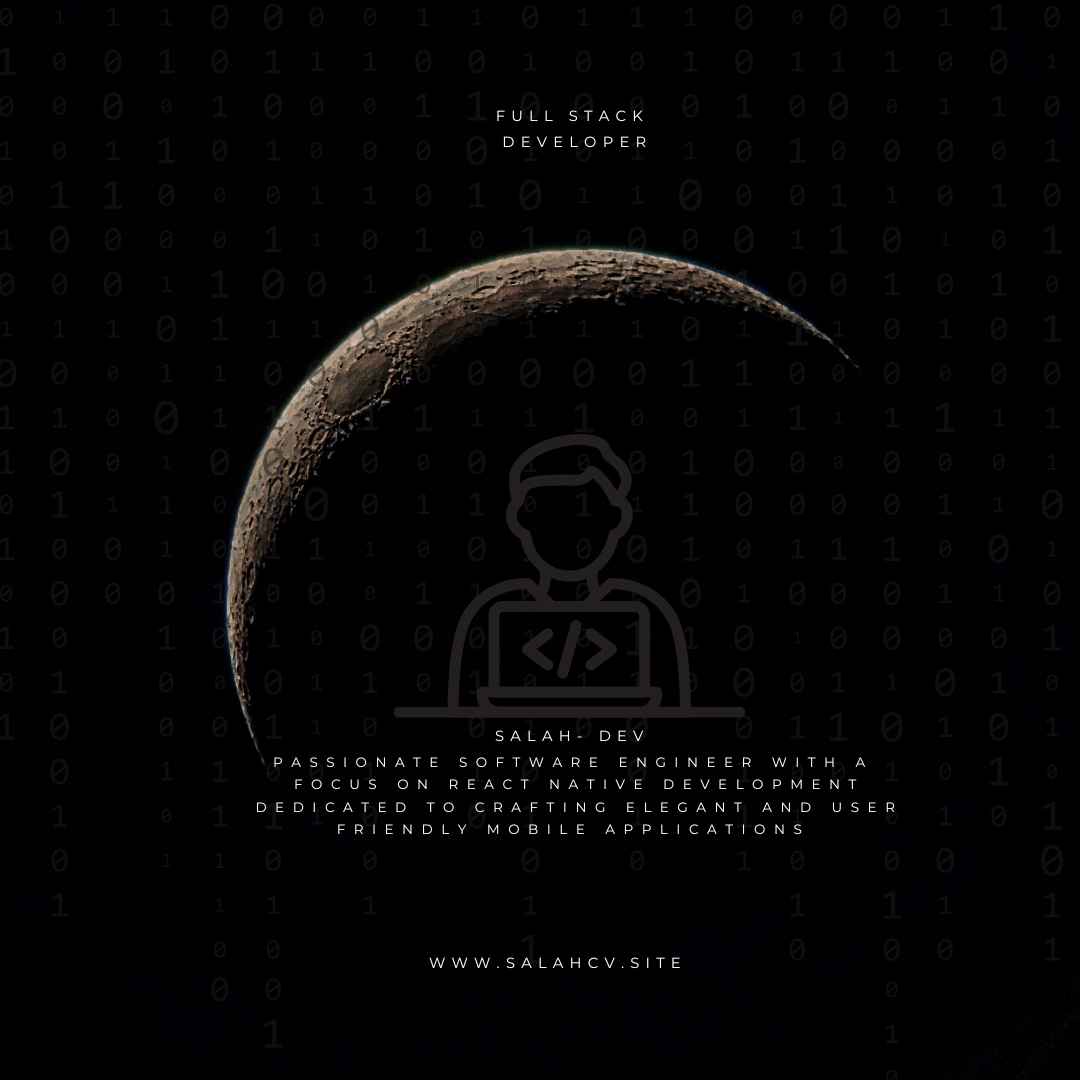 FULL STACK
DEVELOPER
</>
SALAH- DEV
PASSIONATE SOFTWARE ENGINEER WITH A
FOCUS ON REACT NATIVE DEVELOPMENT
DEDICATED TO CRAFTING ELEGANT AND USER
FRIENDLY MOBILE APPLICATIONS
WWW.SALAHCV.SITE